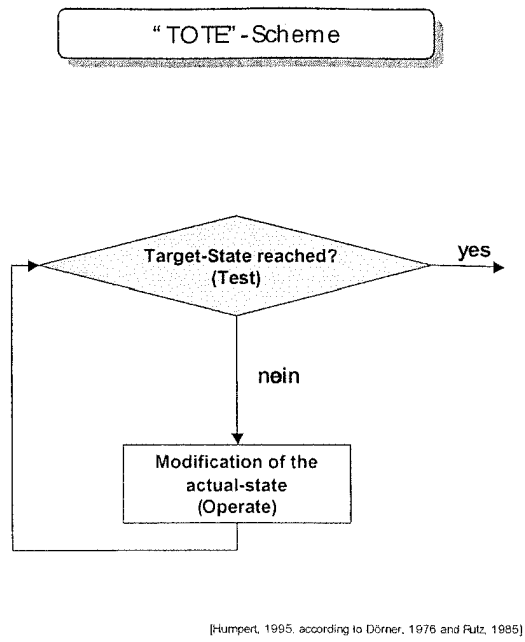 “TOTE”-Scheme
Target-State reached?
(Test)
yes
nein
Modification of the
actual-state
(Operate)
[Humpert, 1995, according to Dörner, 1976 and Rutz, 1985]